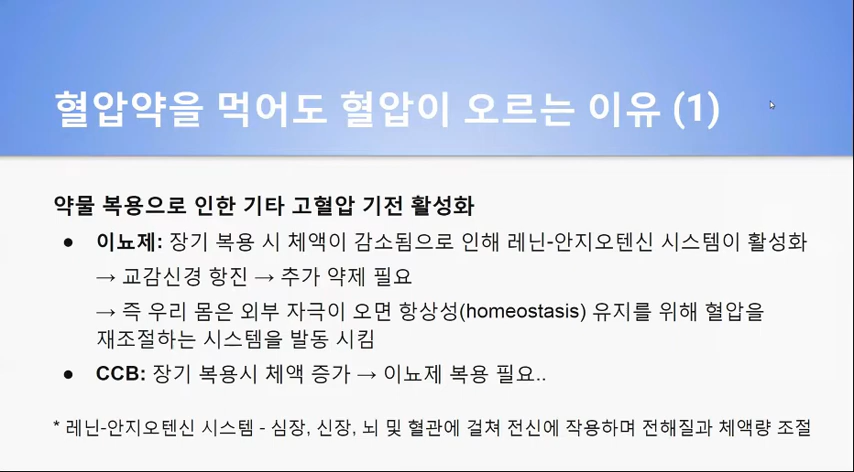 혈압약을 먹어도 혈압이 오르는 이유 (1)
약물 복용으로 인한 기타 고혈압 기전 활성화
● 이뇨제: 장기 복용 시 체액이 감소됨으로 인해 레닌-안지오텐신 시스템이 활성화
→ 교감신경 항진 → 추가 약제 필요
→ 즉 우리 몸은 외부 자극이 오면 항상성(homeostasis) 유지를 위해 혈압을
재조절하는 시스템을 발동 시킴
● CCB: 장기 복용시 체액 증가 → 이뇨제 복용 필요..
* 레닌-안지오텐신 시스템 - 심장, 신장, 뇌 및 혈관에 걸쳐 전신에 작용하며 전해질과 체액량 조절